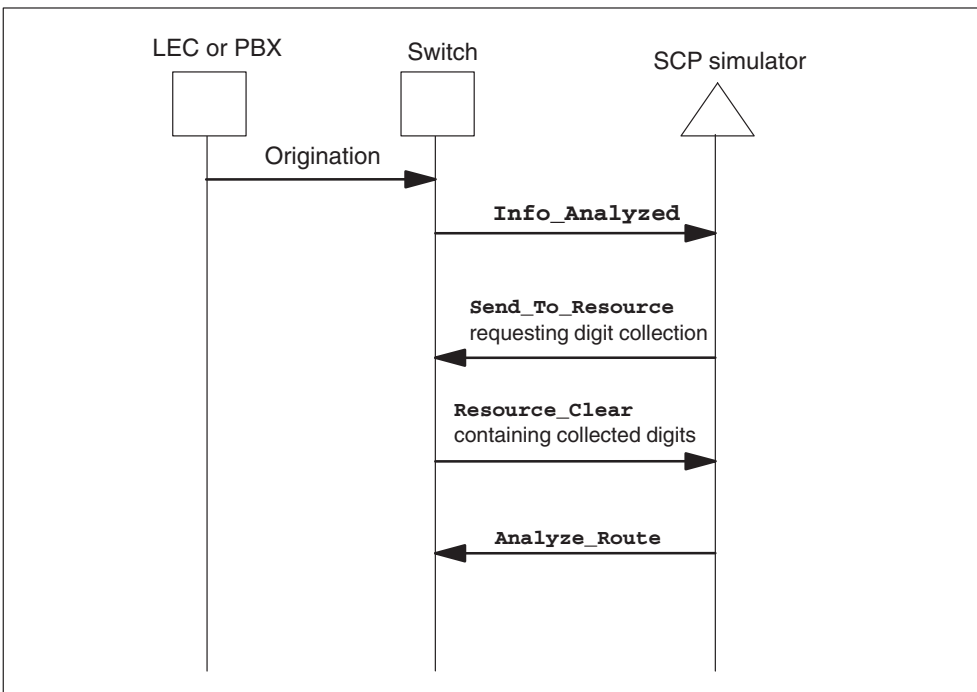 LEC or PBX
Switch
SCP simulator
Origination
Info_Analyzed
Send_To_Resource
requesting digit collection
Resource_Clear
containing collected digits
Analyze_Route